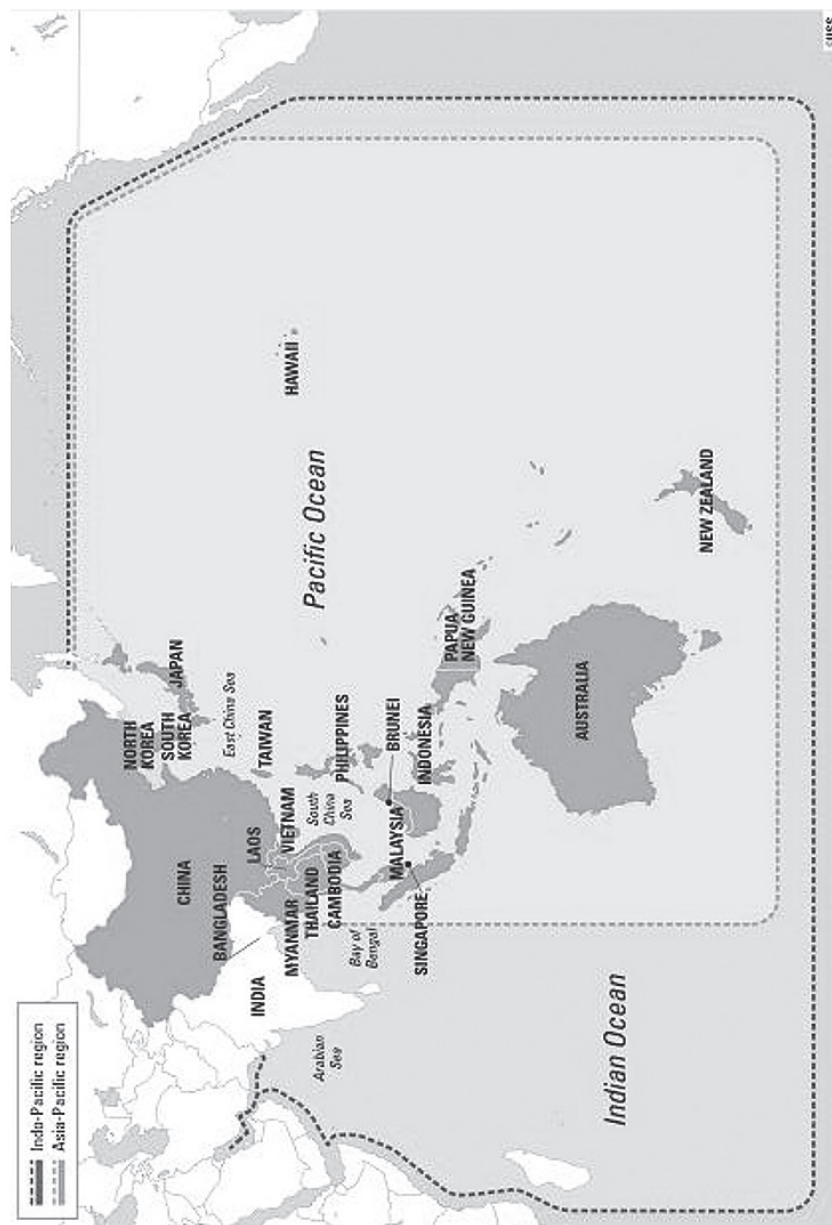 Indo-Pacific region
Asia-Pacific region
CHINA
NORTH
KOREA
SOUTH
KOREA
JAPAN
East China Sea
TAIWAN
BANGLADESH
LAOS
INDIA
MYANMAR
VIETNAM
THAILAND
CAMBODIA
South
China
Sea
PHILIPPINES
Arabian
Sea
Bay of
Bengal
HAWAII
Pacific Ocean
BRUNEI
MALAYSIA
SINGAPORE
INDONESIA
PAPUA
NEW GUINEA
Indian Ocean
AUSTRALIA
NEW ZEALAND